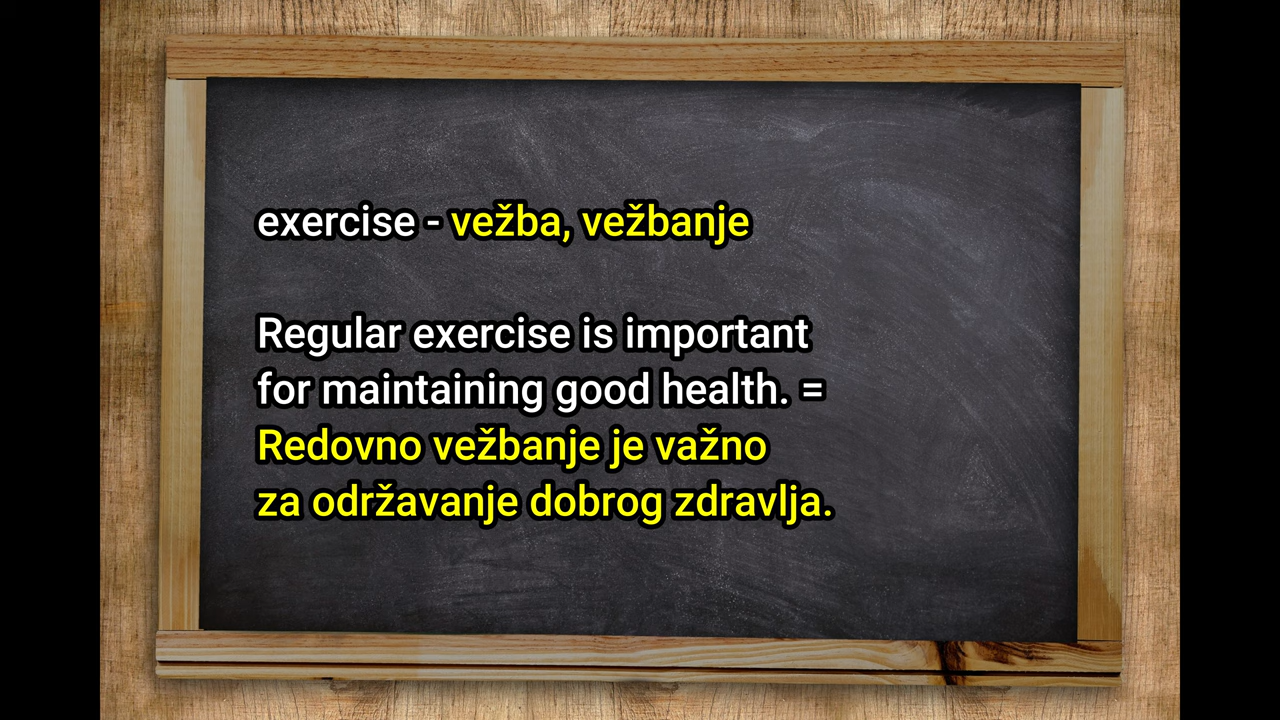 exercise - vežba, vežbanje
Regular exercise is important
for maintaining good health. =
Redovno vežbanje je važno
za održavanje dobrog zdravlja.